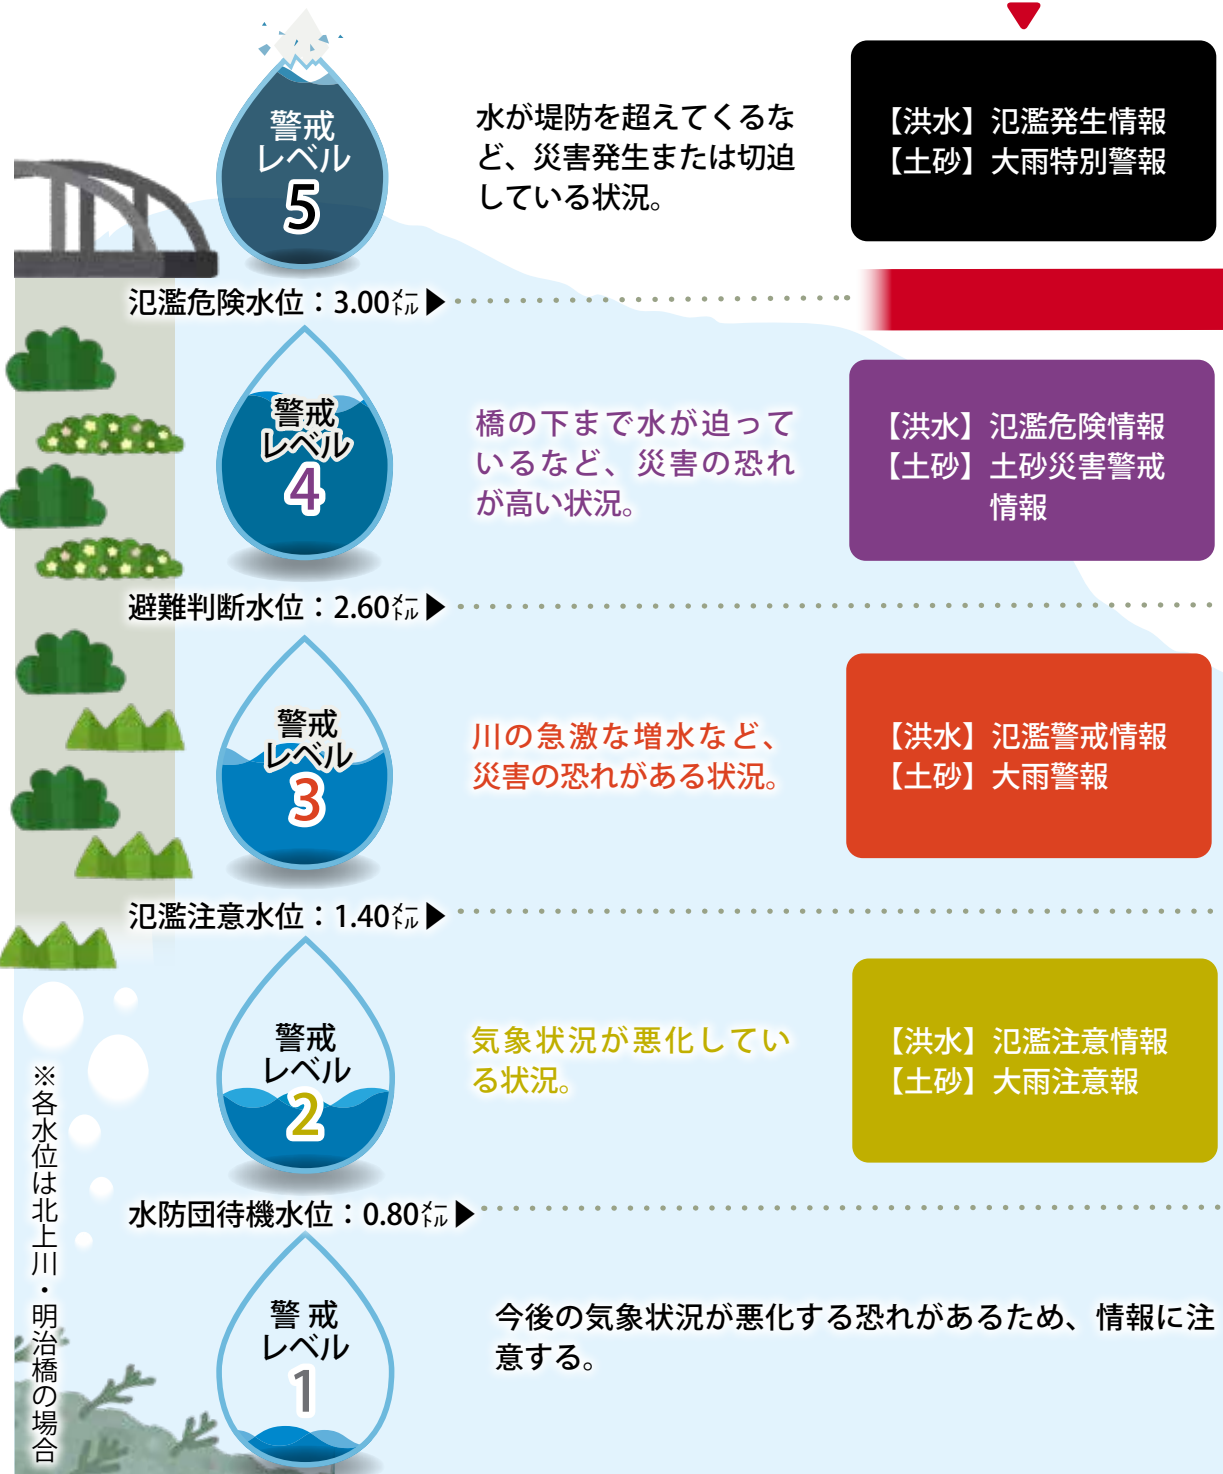 警戒
レベル
5
水が堤防を超えてくるな
ど、災害発生または切迫
している状況。
【洪水】氾濫発生情報
【土砂】大雨特別警報
氾濫危険水位:3.00メートル▶
警戒
レベル
4
橋の下まで水が迫って
いるなど、災害の恐れ
が高い状況。
【洪水】氾濫危険情報
【土砂】土砂災害警戒
情報
避難判断水位:2.60メートル▶
警戒
レベル
3
川の急激な増水など、
災害の恐れがある状況。
【洪水】氾濫警戒情報
【土砂】大雨警報
氾濫注意水位:1.40メートル▶
警戒
レベル
2
気象状況が悪化してい
る状況。
【洪水】氾濫注意情報
【土砂】大雨注意報
水防団待機水位:0.80メートル▶
警戒
レベル
1
今後の気象状況が悪化する恐れがあるため、情報に注
意する。
※各水位は北上川・明治橋の場合